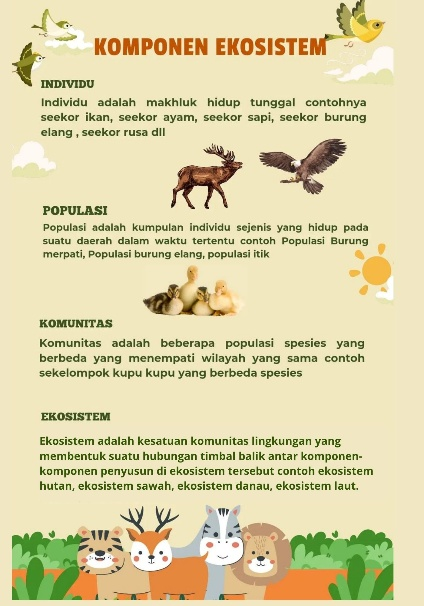 KOMPONEN EKOSISTEM
INDIVIDU
Individu adalah makhluk hidup tunggal contohnya
seekor ikan, seekor ayam, seekor sapi, seekor burung
elang , seekor rusa dll
POPULASI
Populasi adalah kumpulan individu sejenis yang hidup pada
suatu daerah dalam waktu tertentu contoh Populasi Burung
merpati, Populasi burung elang, populasi itik
KOMUNITAS
Komunitas adalah beberapa populasi spesies yang
berbeda yang menempati wilayah yang sama contoh
sekelompok kupu kupu yang berbeda spesies
EKOSISTEM
Ekosistem adalah kesatuan komunitas lingkungan yang
membentuk suatu hubungan timbal balik antar komponen-
komponen penyusun di ekosistem tersebut contoh ekosistem
hutan, ekosistem sawah, ekosistem danau, ekosistem laut.